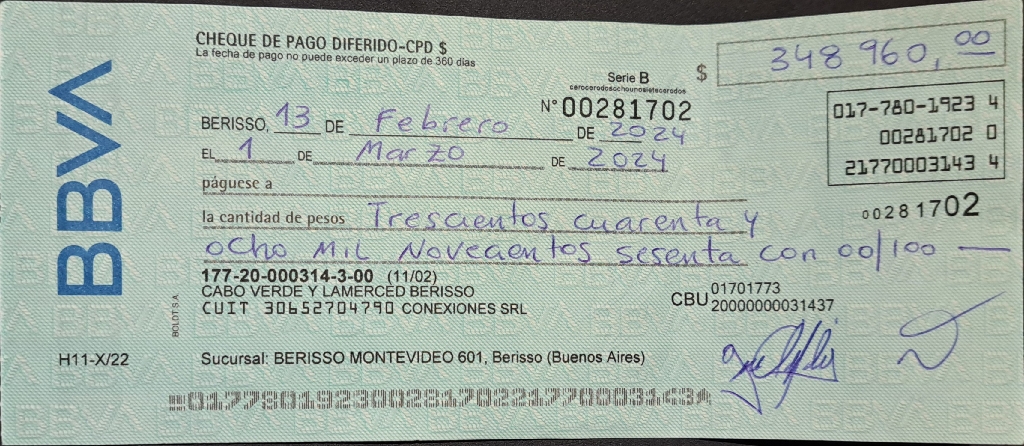 BBVA
CHEQUE DE PAGO DIFERIDO-CPD $
La fecha de pago no puede exceder un plazo de 360 dias
$ 348 960,00
Serie B
cerocerodosochounosietecerodos
N° 00281702
017-780-1923 4
00281702 0
21770003143 4
BERISSO, 13 DE Febrero DE 2024
EL 1 DE Marzo DE 2024
páguese a
00281702
la cantidad de pesos Trescientos cuarenta y
ocho Mil Novecientos sesenta con 00/100 —
177-20-000314-3-00 (11/02)
CABO VERDE Y LAMERCED BERISSO
CUIT 30652704790 CONEXIONES SRL
CBU 01701773
20000000031437
BOLDT S.A.
H11-X/22
Sucursal: BERISSO MONTEVIDEO 601, Berisso (Buenos Aires)